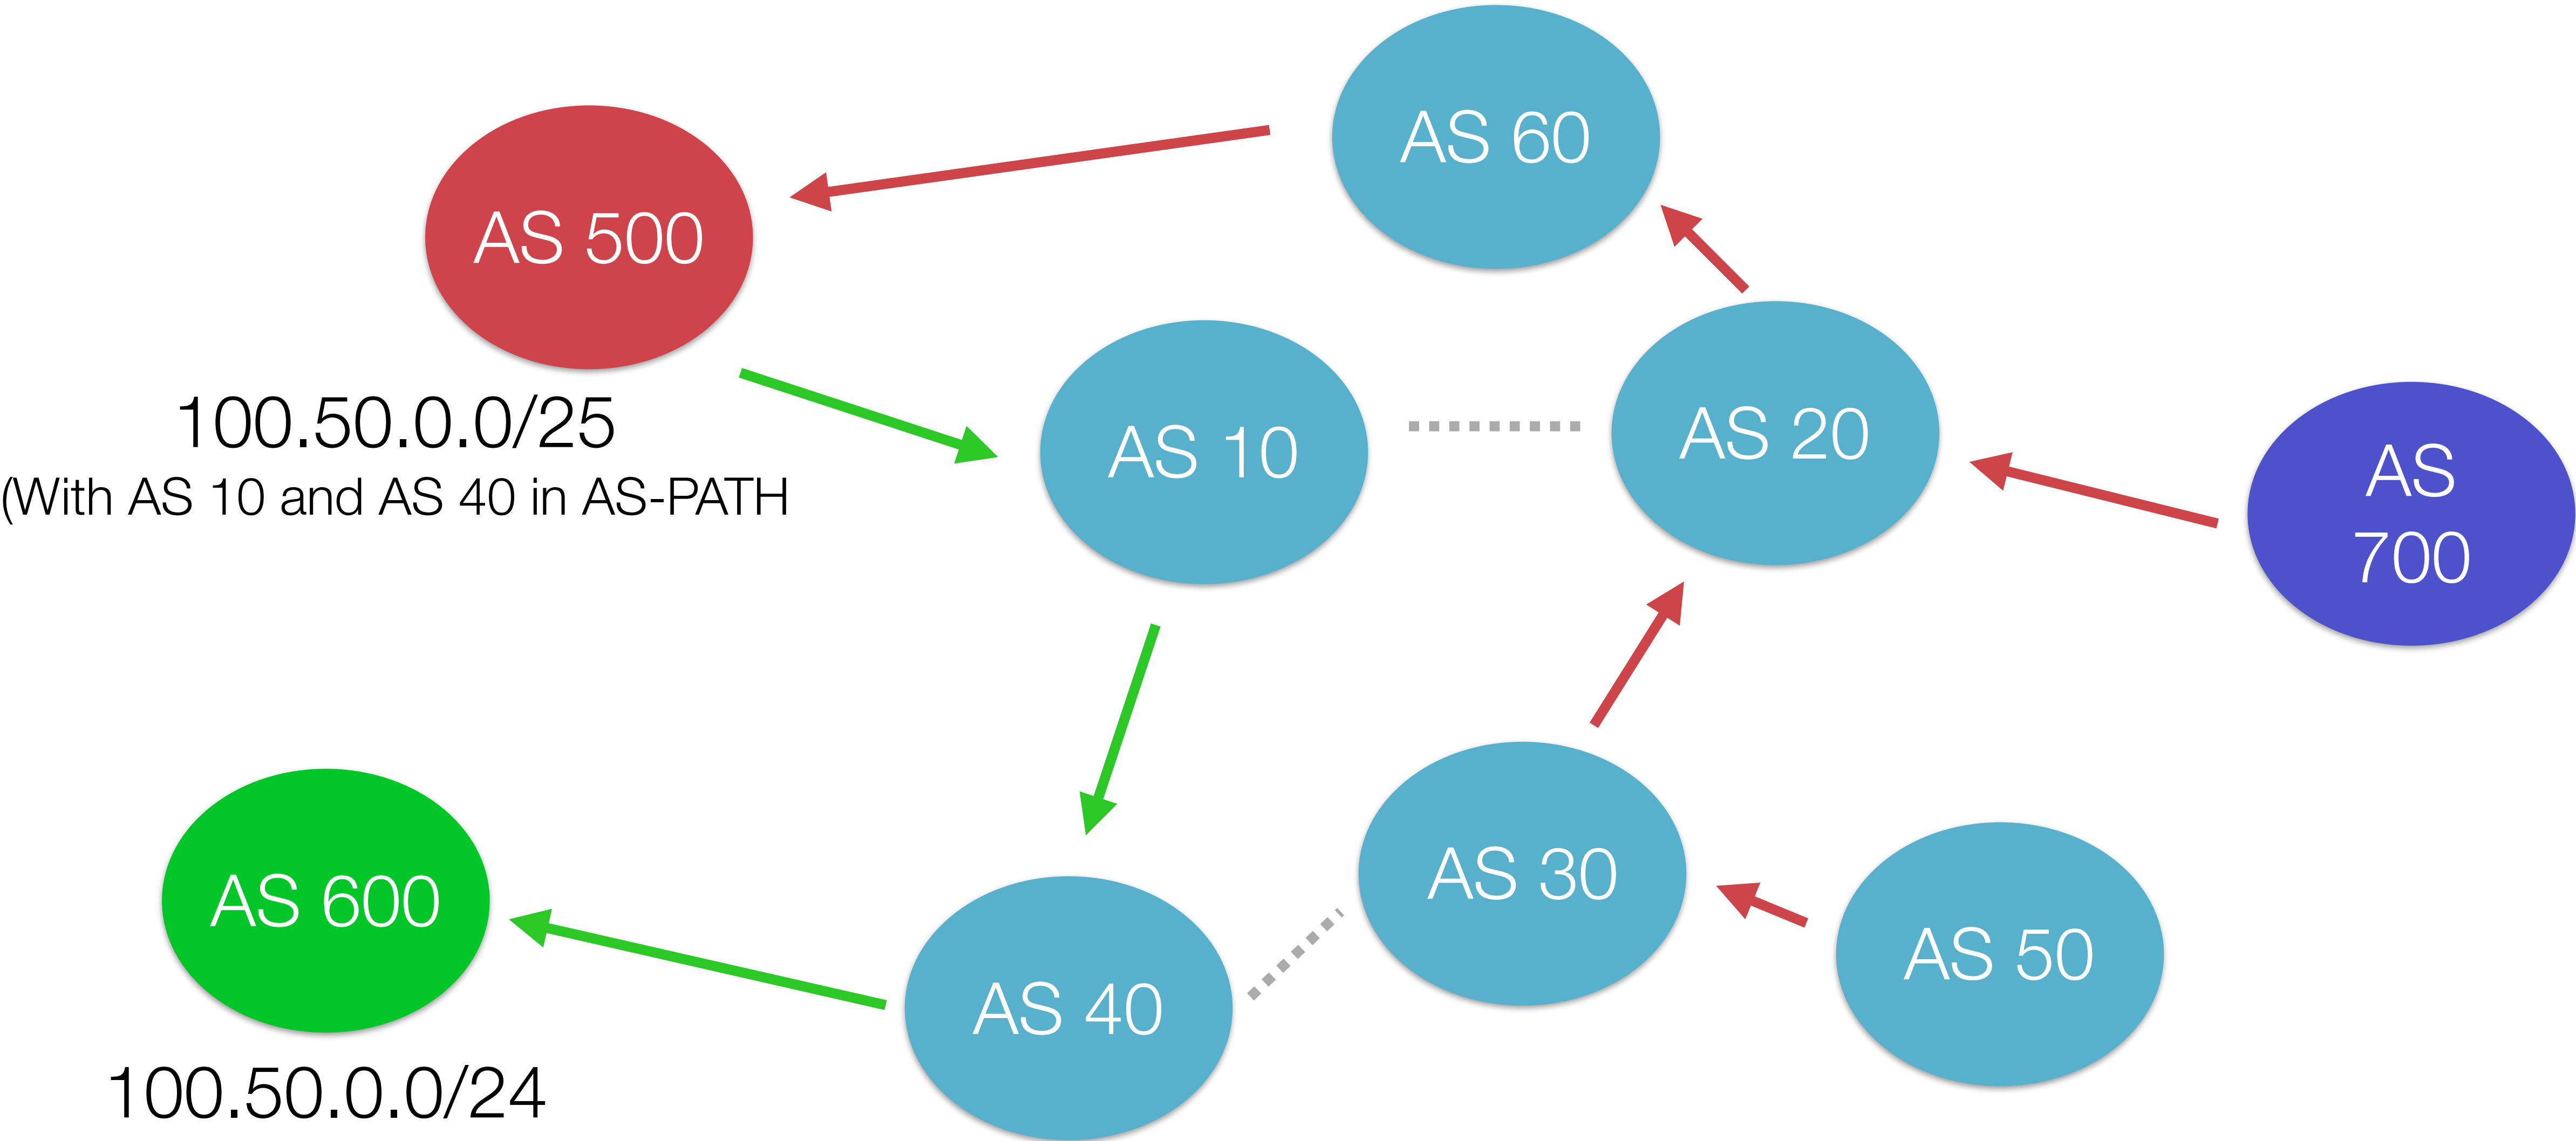 AS 60
AS 500
AS 10
AS 20
100.50.0.0/25
(With AS 10 and AS 40 in AS-PATH
AS
700
AS 600
AS 30
AS 40
AS 50
100.50.0.0/24